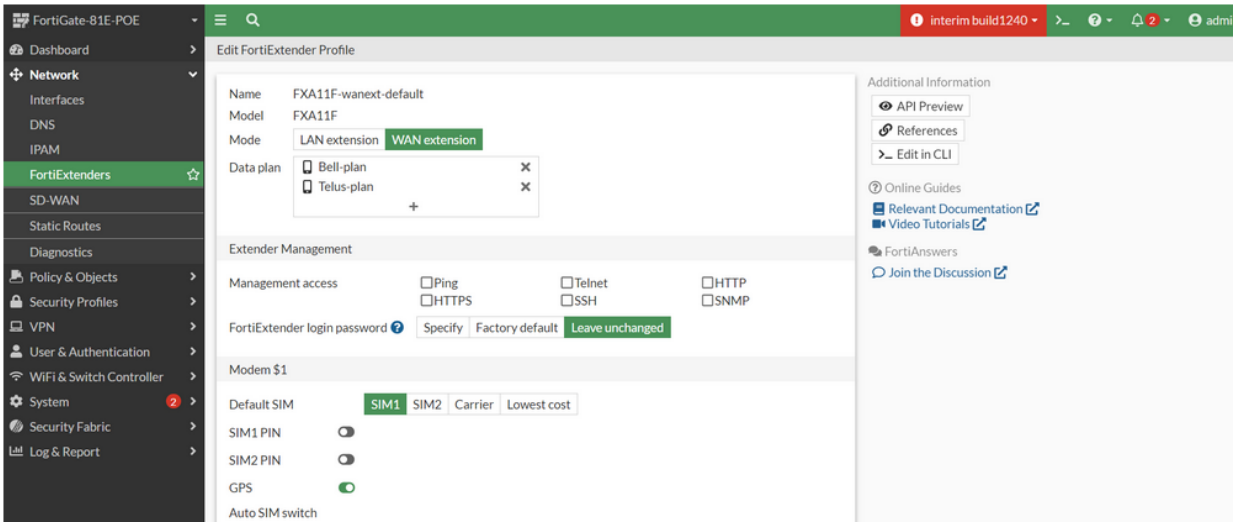 FortiGate-81E-POE
interim build1240
>_
2
admi
Dashboard
Network
Interfaces
DNS
IPAM
FortiExtenders
SD-WAN
Static Routes
Diagnostics
Policy & Objects
Security Profiles
VPN
User & Authentication
WiFi & Switch Controller
System 2
Security Fabric
Log & Report
Edit FortiExtender Profile
Name FXA11F-wanext-default
Model FXA11F
Mode LAN extension WAN extension
Data plan Bell-plan
Telus-plan
+
Extender Management
Management access Ping Telnet HTTP
HTTPS SSH SNMP
FortiExtender login password Specify Factory default Leave unchanged
Modem $1
Default SIM SIM1 SIM2 Carrier Lowest cost
SIM1 PIN
SIM2 PIN
GPS
Auto SIM switch
Additional Information
API Preview
References
>_ Edit in CLI
Online Guides
Relevant Documentation
Video Tutorials
FortiAnswers
Join the Discussion